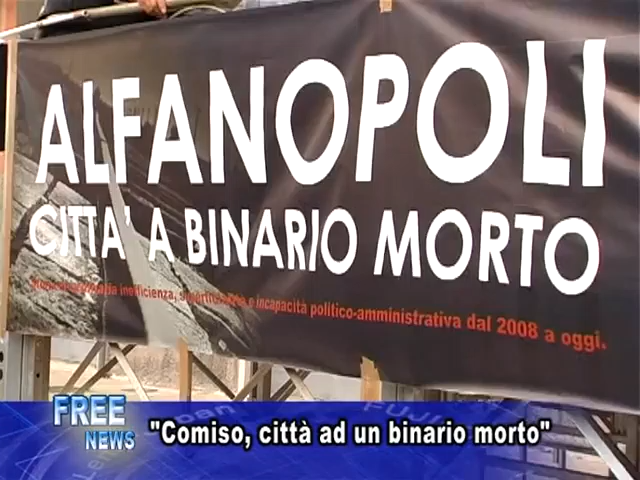 ALFANOPOLI
CITTA' A BINARIO MORTO
inefficienza, e incapacità politico-amministrativa dal 2008 a oggi.
FREE
NEWS
"Comiso, città ad un binario morto"